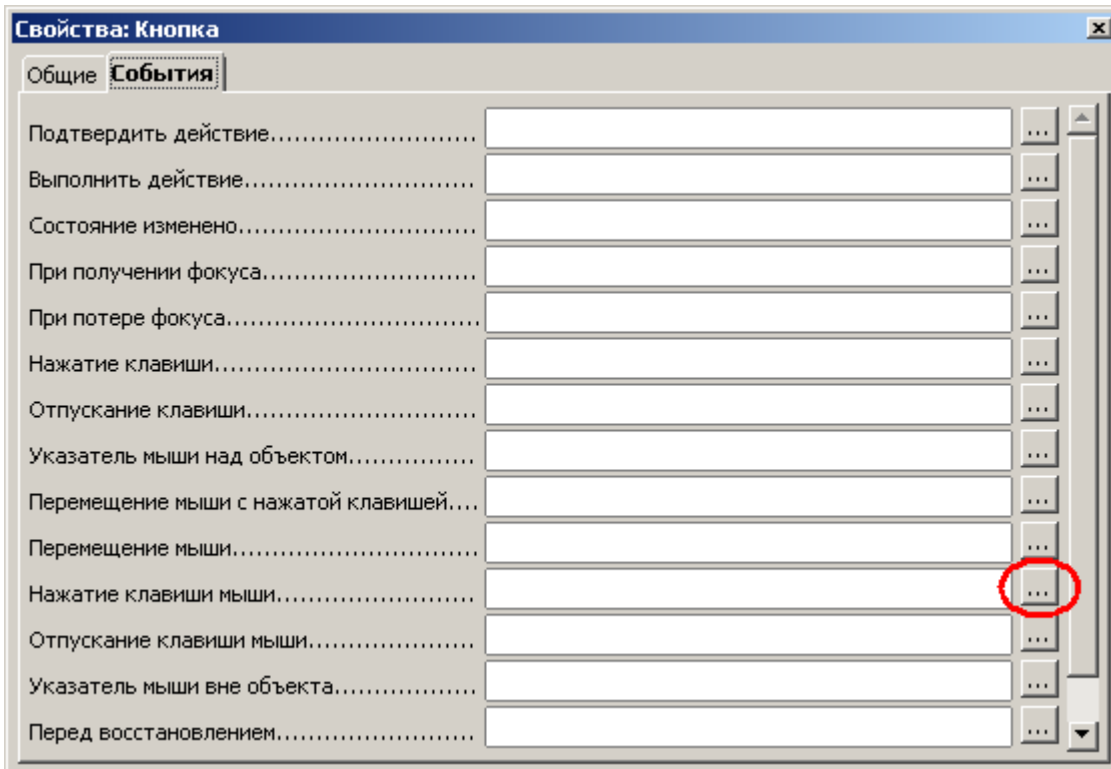 Свойства: Кнопка
Общие События
Подтвердить действие.......................... ...
Выполнить действие............................. ...
Состояние изменено.............................. ...
При получении фокуса........................... ...
При потере фокуса................................ ...
Нажатие клавиши................................. ...
Отпускание клавиши............................. ...
Указатель мыши над объектом................ ...
Перемещение мыши с нажатой клавишей.... ...
Перемещение мыши............................... ...
Нажатие клавиши мыши......................... ...
Отпускание клавиши мыши..................... ...
Указатель мыши вне объекта.................. ...
Перед восстановлением......................... ...